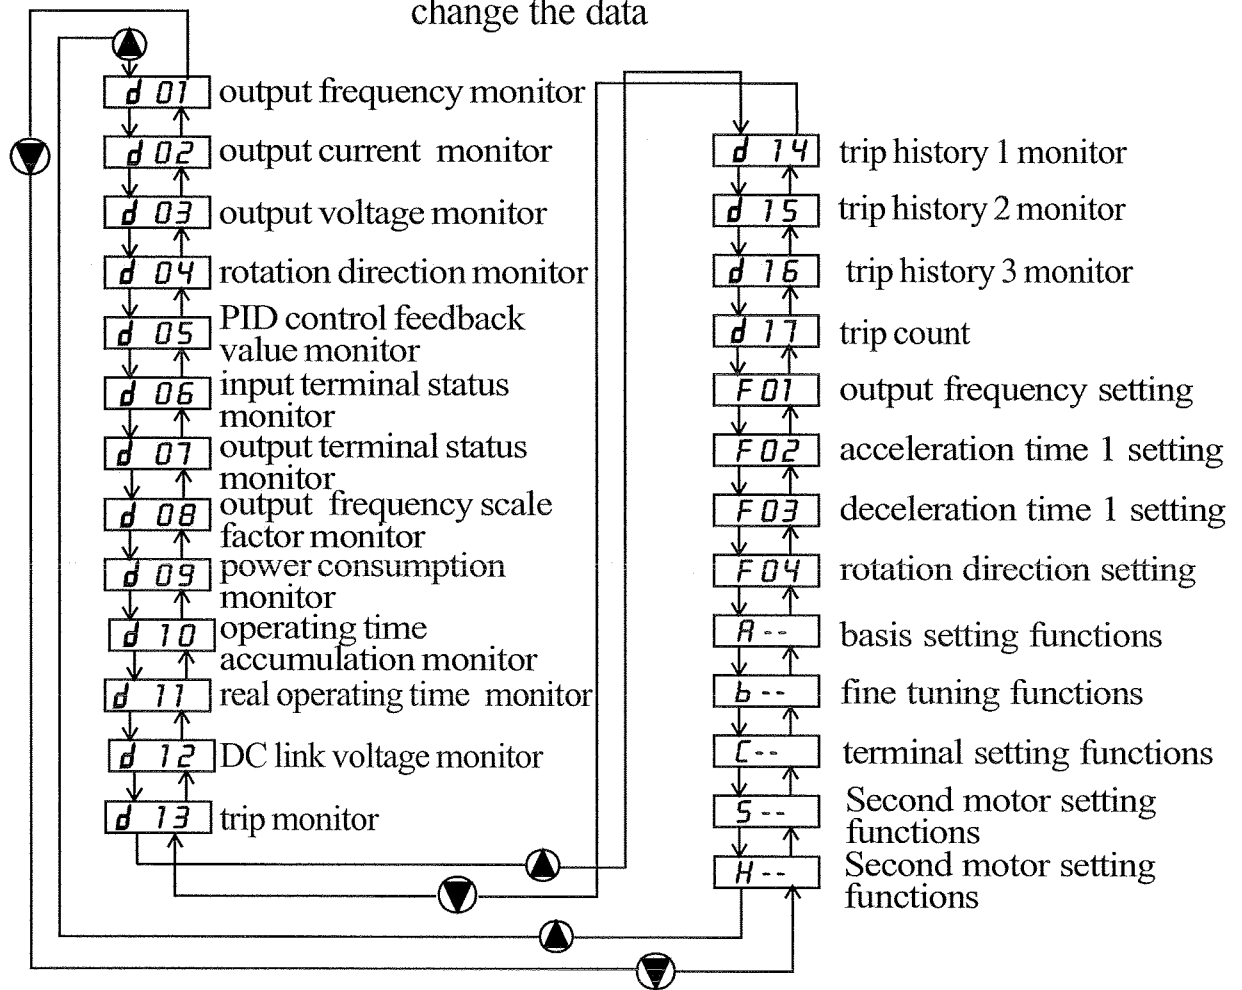 change the data
d 01 output frequency monitor
d 02 output current monitor
d 03 output voltage monitor
d 04 rotation direction monitor
d 05 PID control feedback
value monitor
d 06 input terminal status
monitor
d 07 output terminal status
monitor
d 08 output frequency scale
factor monitor
d 09 power consumption
monitor
d 10 operating time
accumulation monitor
d 11 real operating time monitor
d 12 DC link voltage monitor
d 13 trip monitor
d 14 trip history 1 monitor
d 15 trip history 2 monitor
d 16 trip history 3 monitor
d 17 trip count
F01 output frequency setting
F02 acceleration time 1 setting
F03 deceleration time 1 setting
F04 rotation direction setting
A-- basis setting functions
b-- fine tuning functions
C-- terminal setting functions
S-- Second motor setting
functions
H-- Second motor setting
functions